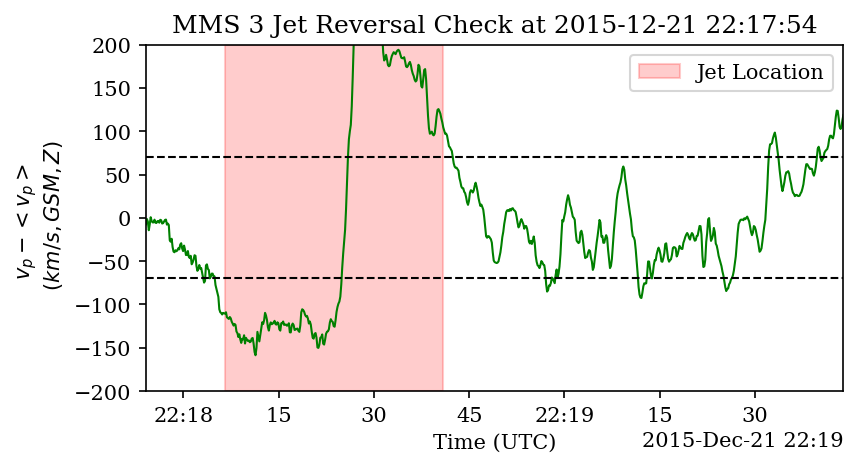 MMS 3 Jet Reversal Check at 2015-12-21 22:17:54
v_p − < v_p >
(km/s, GSM, Z)
200
150
100
50
0
−50
−100
−150
−200
Jet Location
22:18 15 30 45 22:19 15 30
Time (UTC)
2015-Dec-21 22:19